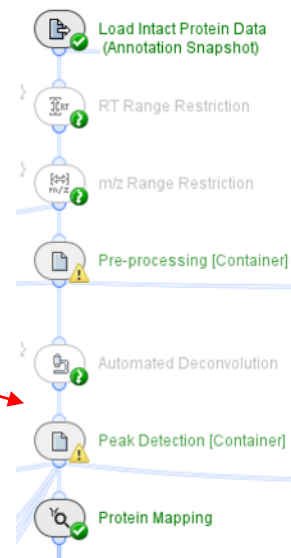 Load Intact Protein Data
(Annotation Snapshot)
RT
RT Range Restriction
m/z
m/z Range Restriction
Pre-processing [Container]
Automated Deconvolution
Peak Detection [Container]
Protein Mapping